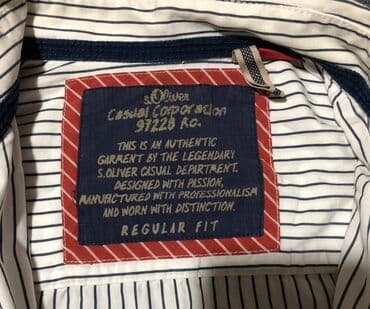 s.Oliver
Casual Corporation
97228 Ro.
THIS IS AN AUTHENTIC
GARMENT BY THE LEGENDARY
S.OLIVER CASUAL DEPARTMENT.
DESIGNED WITH PASSION,
MANUFACTURED WITH PROFESSIONALISM
AND WORN WITH DISTINCTION.
REGULAR FIT